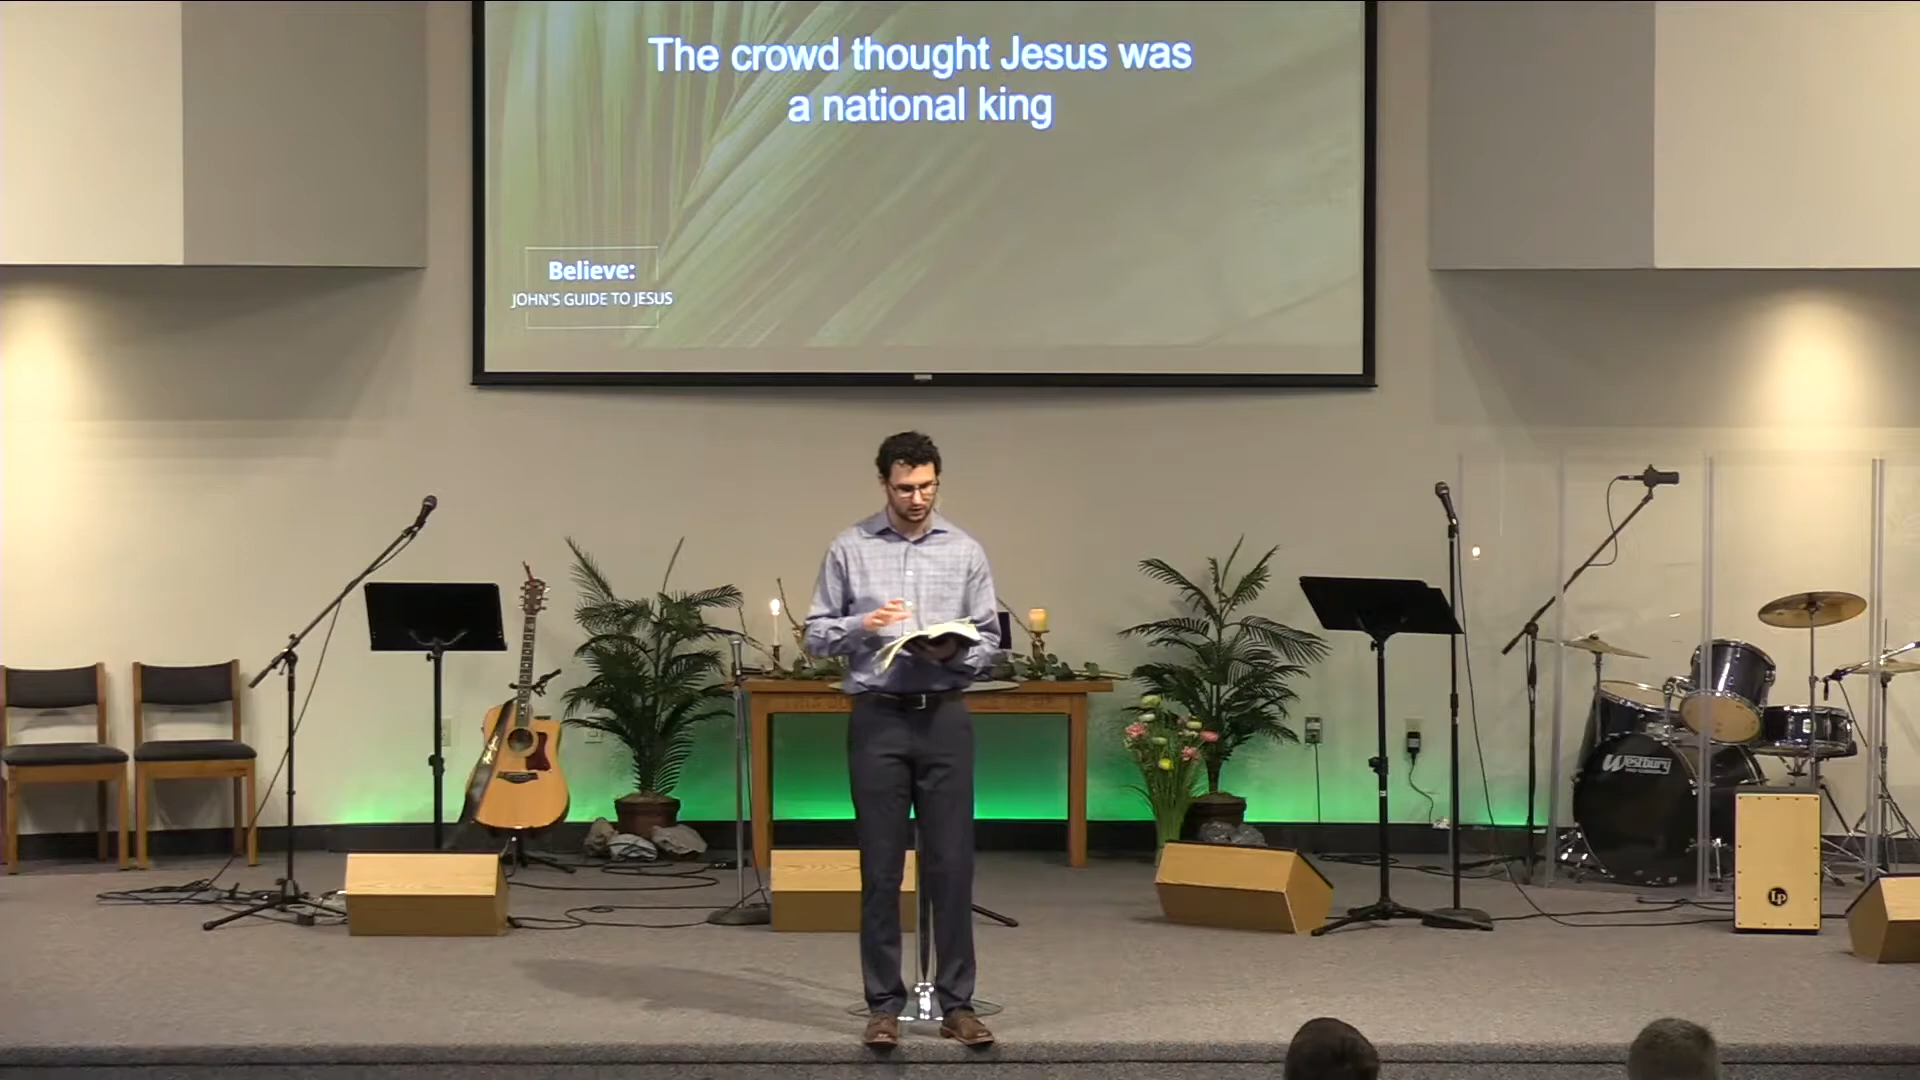 The crowd thought Jesus was
a national king
Believe:
JOHN'S GUIDE TO JESUS
Westbury
LP